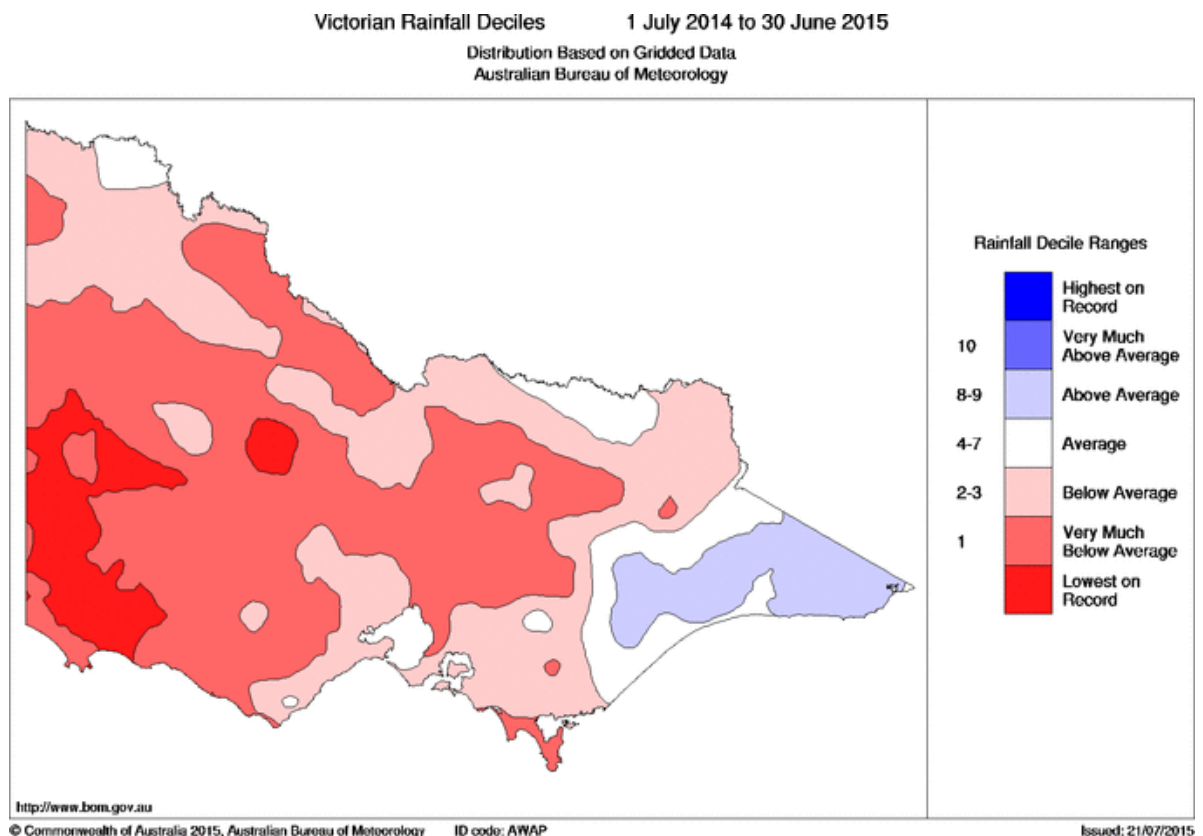 Victorian Rainfall Deciles 1 July 2014 to 30 June 2015
Distribution Based on Gridded Data
Australian Bureau of Meteorology
Rainfall Decile Ranges
Highest on
Record
10 Very Much
Above Average
8-9 Above Average
4-7 Average
2-3 Below Average
1 Very Much
Below Average
Lowest on
Record
http://www.bom.gov.au
© Commonwealth of Australia 2015, Australian Bureau of Meteorology ID code: AWAP Issued: 21/07/2015